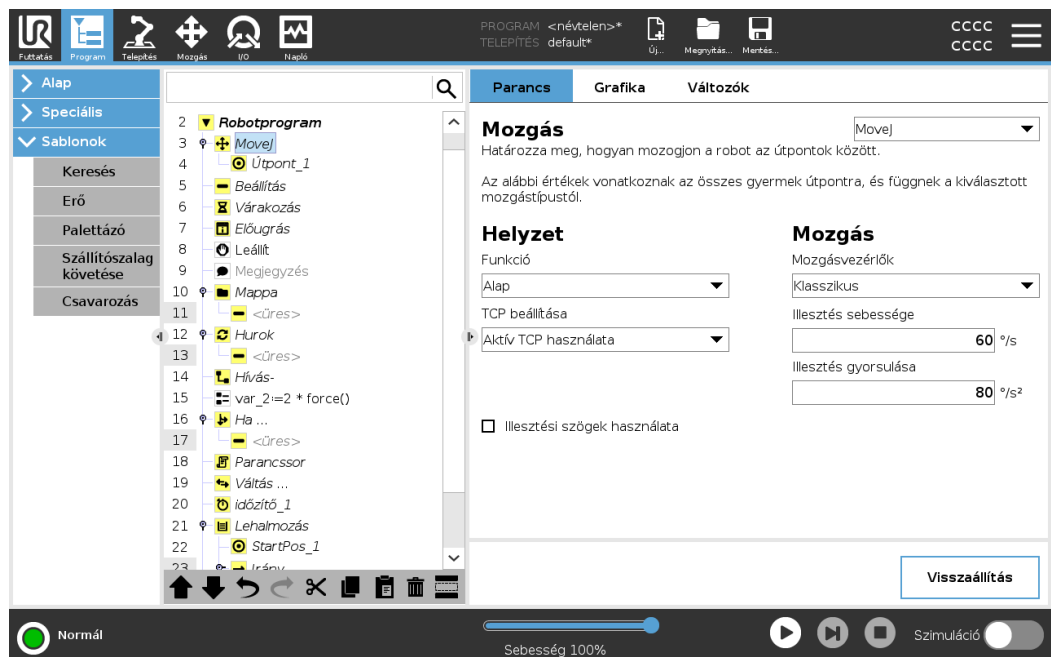 UR
PROGRAM <névtelen>*
TELEPÍTÉS default*
Új...
Megnyitás...
Mentés...
CCCC
CCCC
Futtatás
Program
Telepítés
Mozgás
I/O
Napló
Alap
Speciális
Sablonok
Keresés
Erő
Palettázó
Szállítószalag
követése
Csavarozás
2 Robotprogram
3 MoveJ
4 Útpont_1
5 Beállítás
6 Várakozás
7 Előugrás
8 Leállít
9 Megjegyzés
10 Mappa
11 <üres>
12 Hurok
13 <üres>
14 Hívás-
15 var_2:=2 * force()
16 Ha ...
17 <üres>
18 Parancssor
19 Váltás ...
20 időzítő_1
21 Lehalmozás
22 StartPos_1
23 Irány
Parancs
Grafika
Változók
Mozgás
MoveJ
Határozza meg, hogyan mozogjon a robot az útpontok között.
Az alábbi értékek vonatkoznak az összes gyermek útpontra, és függnek a kiválasztott
mozgástípustól.
Helyzet
Funkció
Alap
TCP beállítása
Aktív TCP használata
Illesztési szögek használata
Mozgás
Mozgásvezérlők
Klasszikus
Illesztés sebessége
60 °/s
Illesztés gyorsulása
80 °/s²
Visszaállítás
Normál
Sebesség 100%
Szimuláció